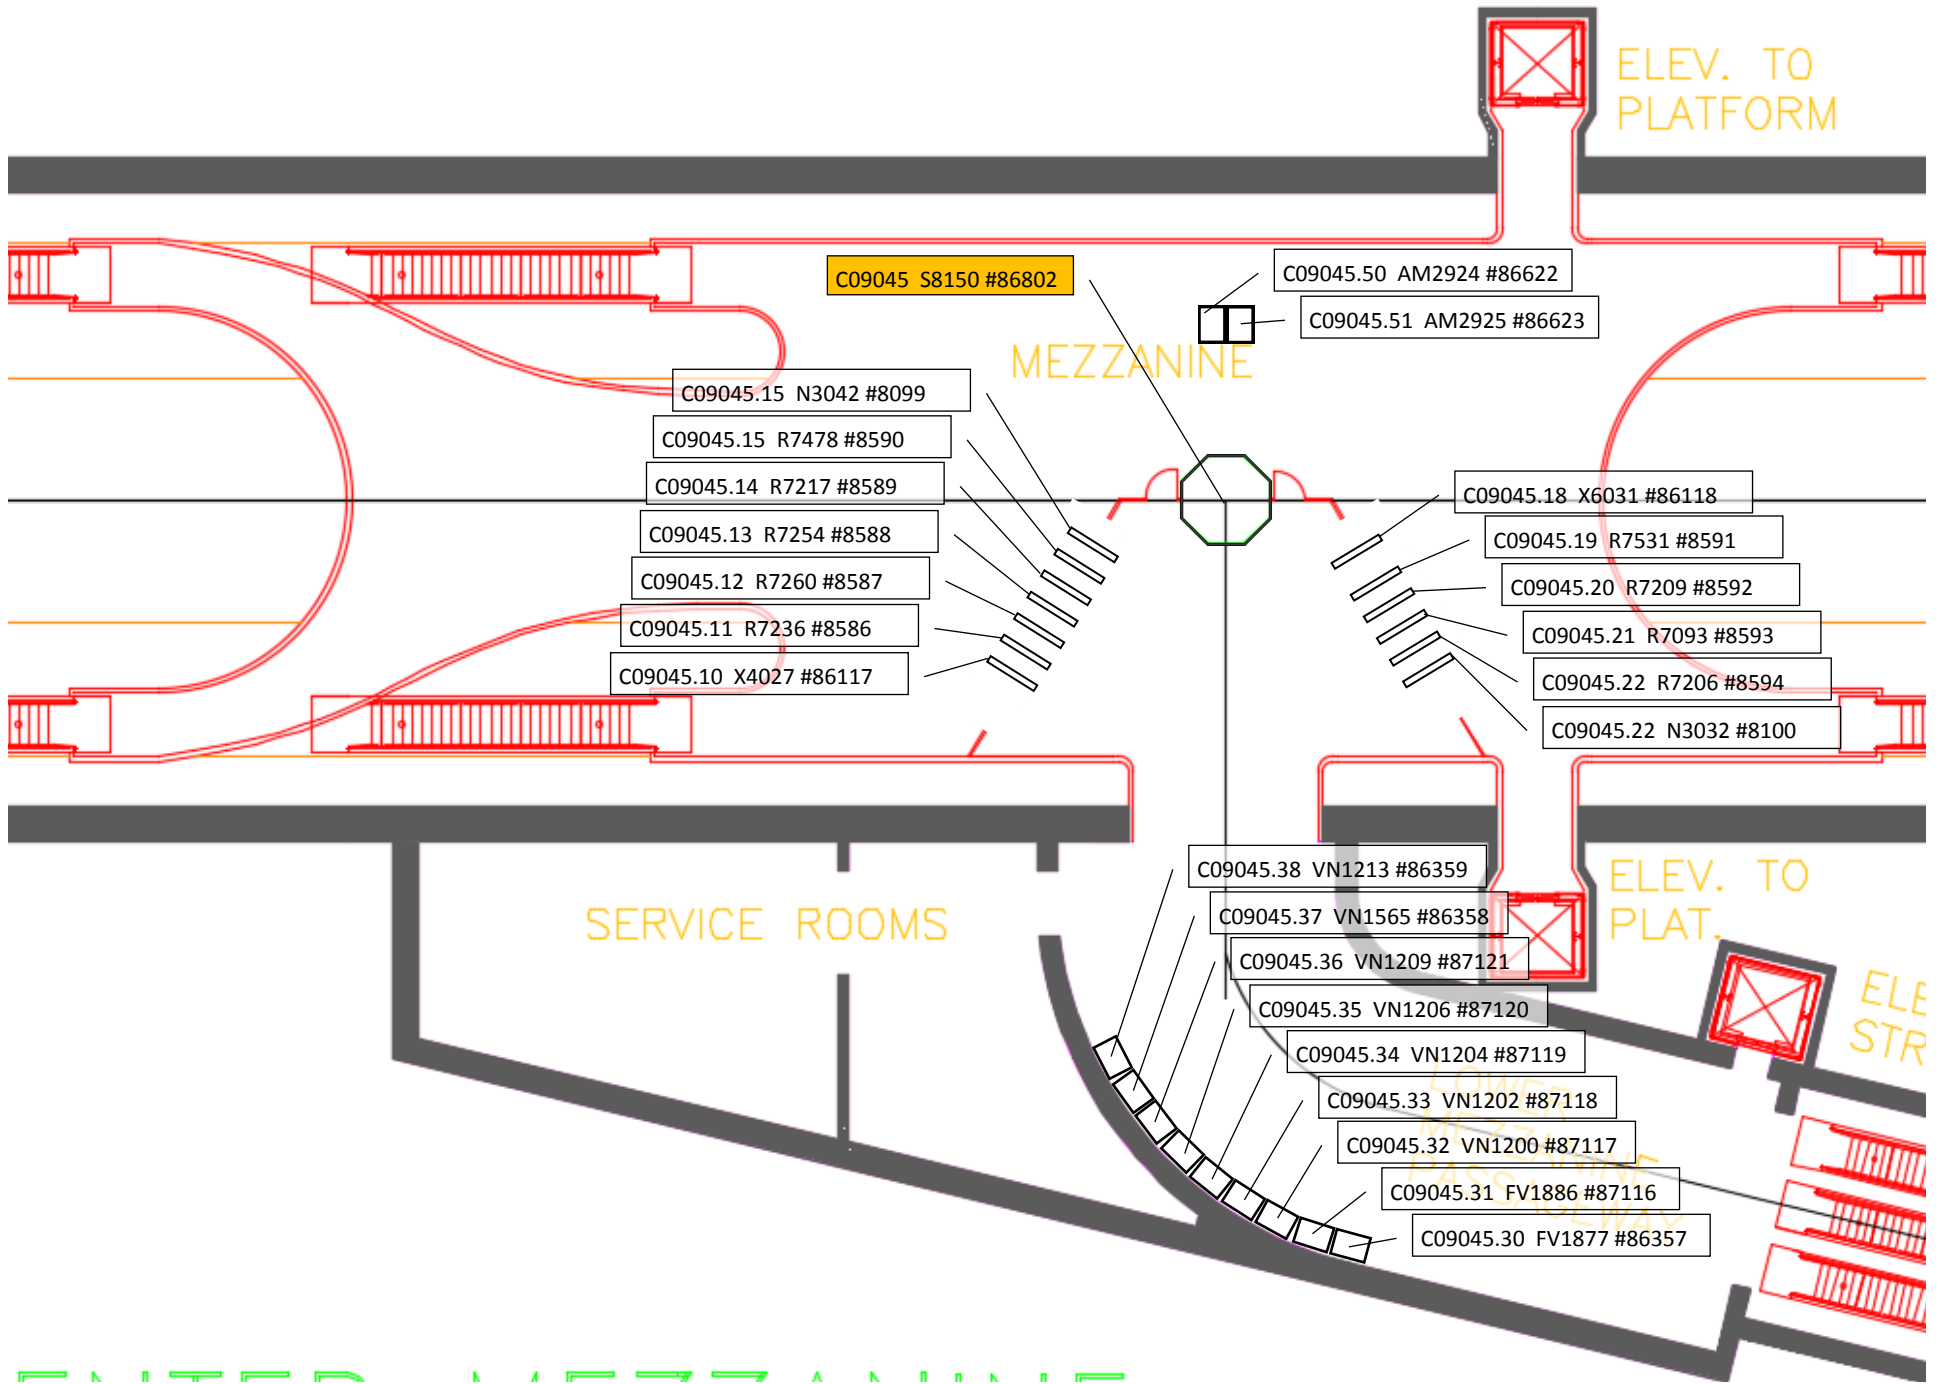 ELEV. TO
PLATFORM
C09045 S8150 #86802
C09045.50 AM2924 #86622
C09045.51 AM2925 #86623
MEZZANINE
C09045.15 N3042 #8099
C09045.15 R7478 #8590
C09045.14 R7217 #8589
C09045.13 R7254 #8588
C09045.12 R7260 #8587
C09045.11 R7236 #8586
C09045.10 X4027 #86117
C09045.18 X6031 #86118
C09045.19 R7531 #8591
C09045.20 R7209 #8592
C09045.21 R7093 #8593
C09045.22 R7206 #8594
C09045.22 N3032 #8100
SERVICE ROOMS
ELEV. TO
PLAT.
C09045.38 VN1213 #86359
C09045.37 VN1565 #86358
C09045.36 VN1209 #87121
C09045.35 VN1206 #87120
C09045.34 VN1204 #87119
C09045.33 VN1202 #87118
C09045.32 VN1200 #87117
C09045.31 FV1886 #87116
C09045.30 FV1877 #86357
LOWER
MEZZANINE
PASSAGEWAY
MEZZANINE